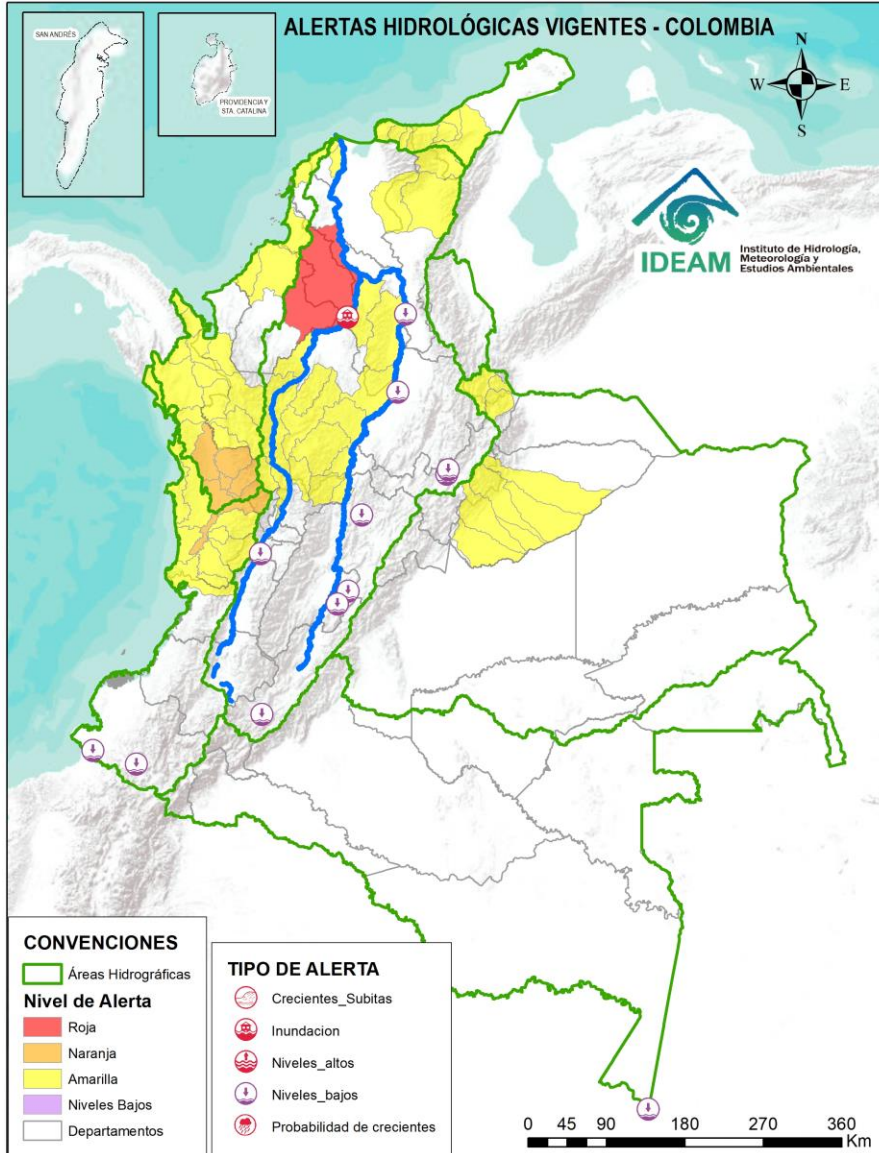 ALERTAS HIDROLÓGICAS VIGENTES - COLOMBIA
SAN ANDRÉS
PROVIDENCIA Y
STA. CATALINA
N
W
E
S
IDEAM
Instituto de Hidrología,
Meteorología y
Estudios Ambientales
CONVENCIONES
Áreas Hidrográficas
Nivel de Alerta
Roja
Naranja
Amarilla
Niveles Bajos
Departamentos
TIPO DE ALERTA
Crecientes_Subitas
Inundacion
Niveles_altos
Niveles_bajos
Probabilidad de crecientes
0 45 90 180 270 360
Km